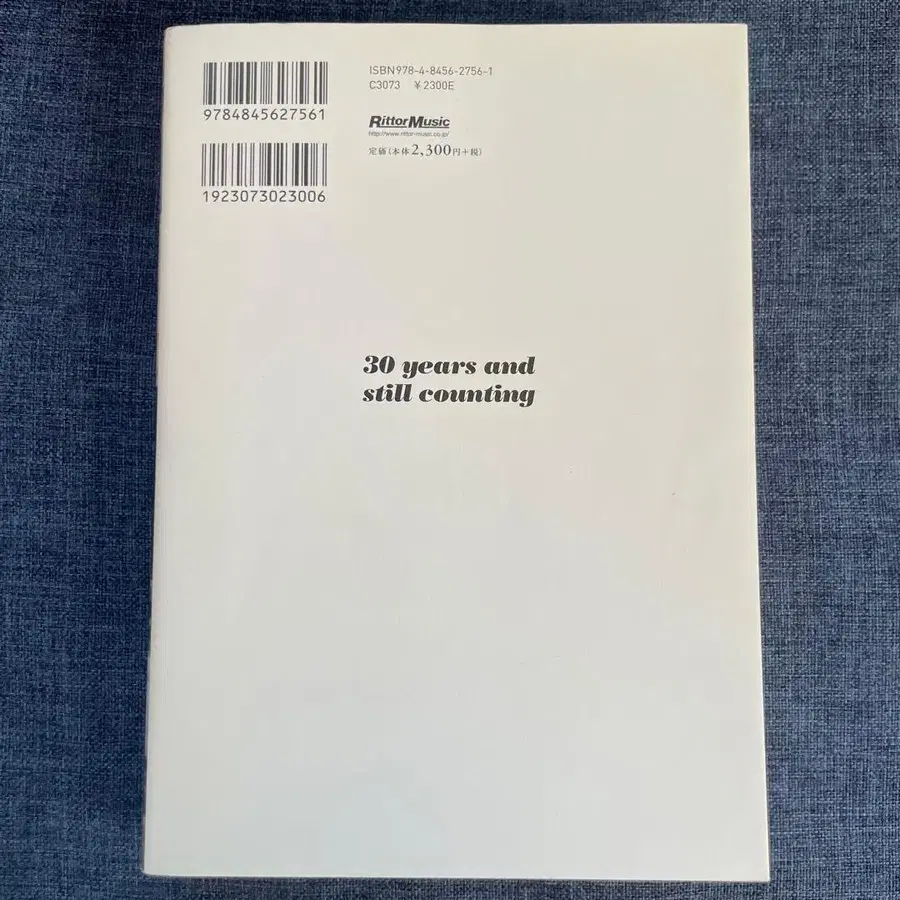 9784845627561
1923073023006
ISBN978-4-8456-2756-1
C3073 ¥2300E
RittorMusic
http://www.rittor-music.co.jp/
定価(本体2,300円+税)
30 years and
still counting